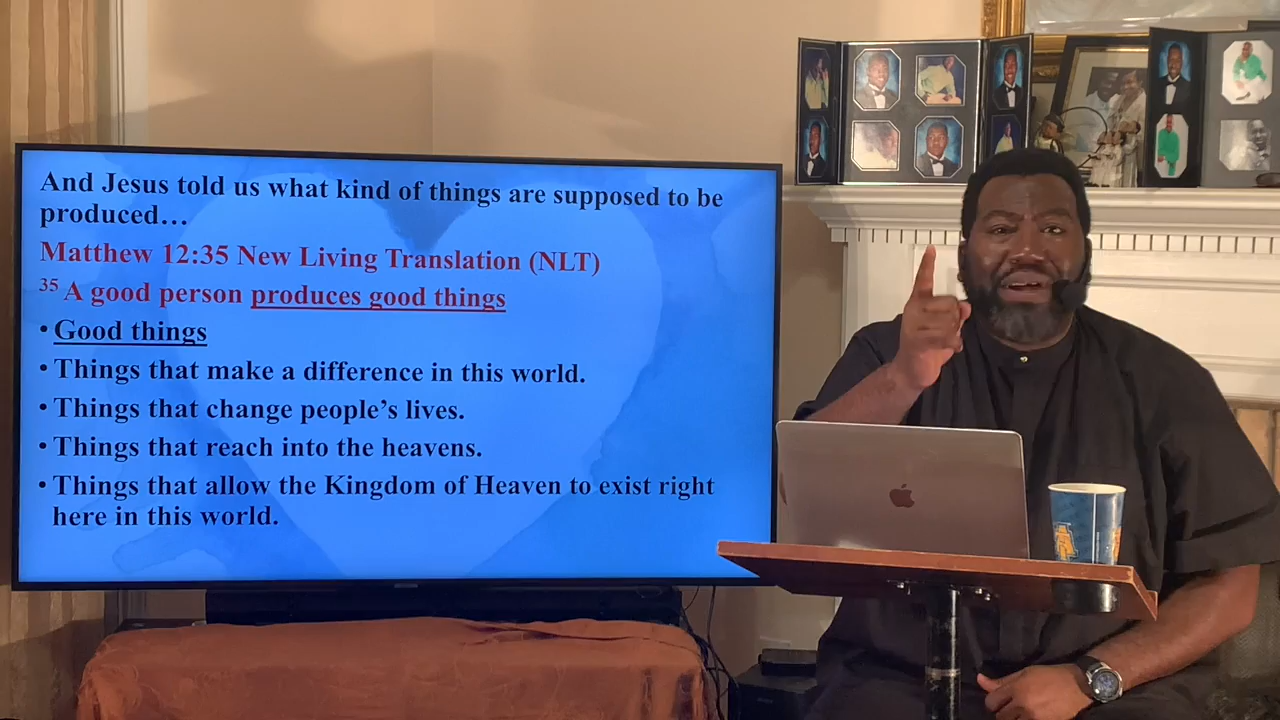 And Jesus told us what kind of things are supposed to be
produced…
Matthew 12:35 New Living Translation (NLT)
35 A good person produces good things
• Good things
• Things that make a difference in this world.
• Things that change people's lives.
• Things that reach into the heavens.
• Things that allow the Kingdom of Heaven to exist right
here in this world.